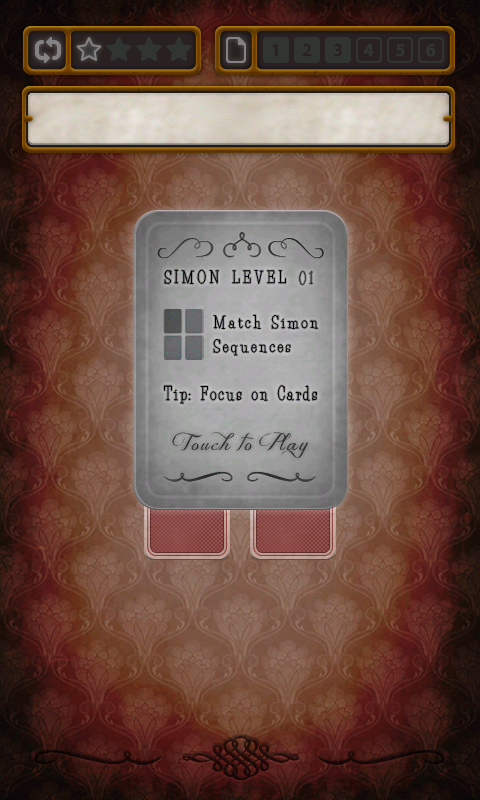 1 2 3 4 5 6
SIMON LEVEL 01
Match Simon
Sequences
Tip: Focus on Cards
Touch to Play